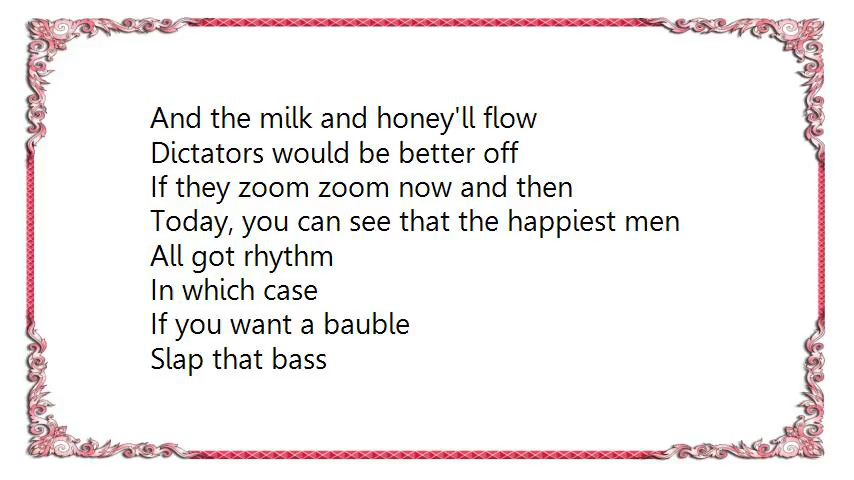 And the milk and honey'll flow
Dictators would be better off
If they zoom zoom now and then
Today, you can see that the happiest men
All got rhythm
In which case
If you want a bauble
Slap that bass